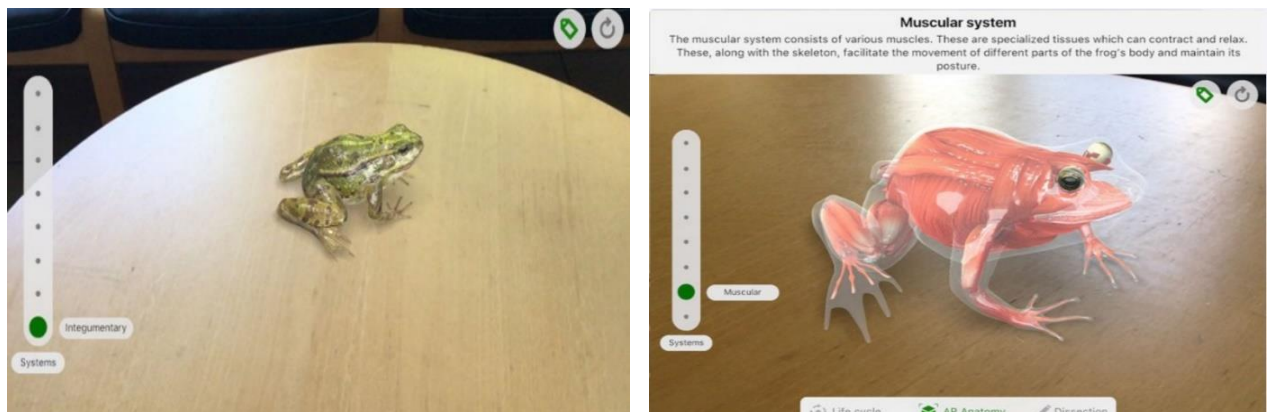 Integumentary
Systems
Muscular system
The muscular system consists of various muscles. These are specialized tissues which can contract and relax.
These, along with the skeleton, facilitate the movement of different parts of the frog's body and maintain its
posture.
Muscular
Systems
Life cycle AR Anatomy Dissection